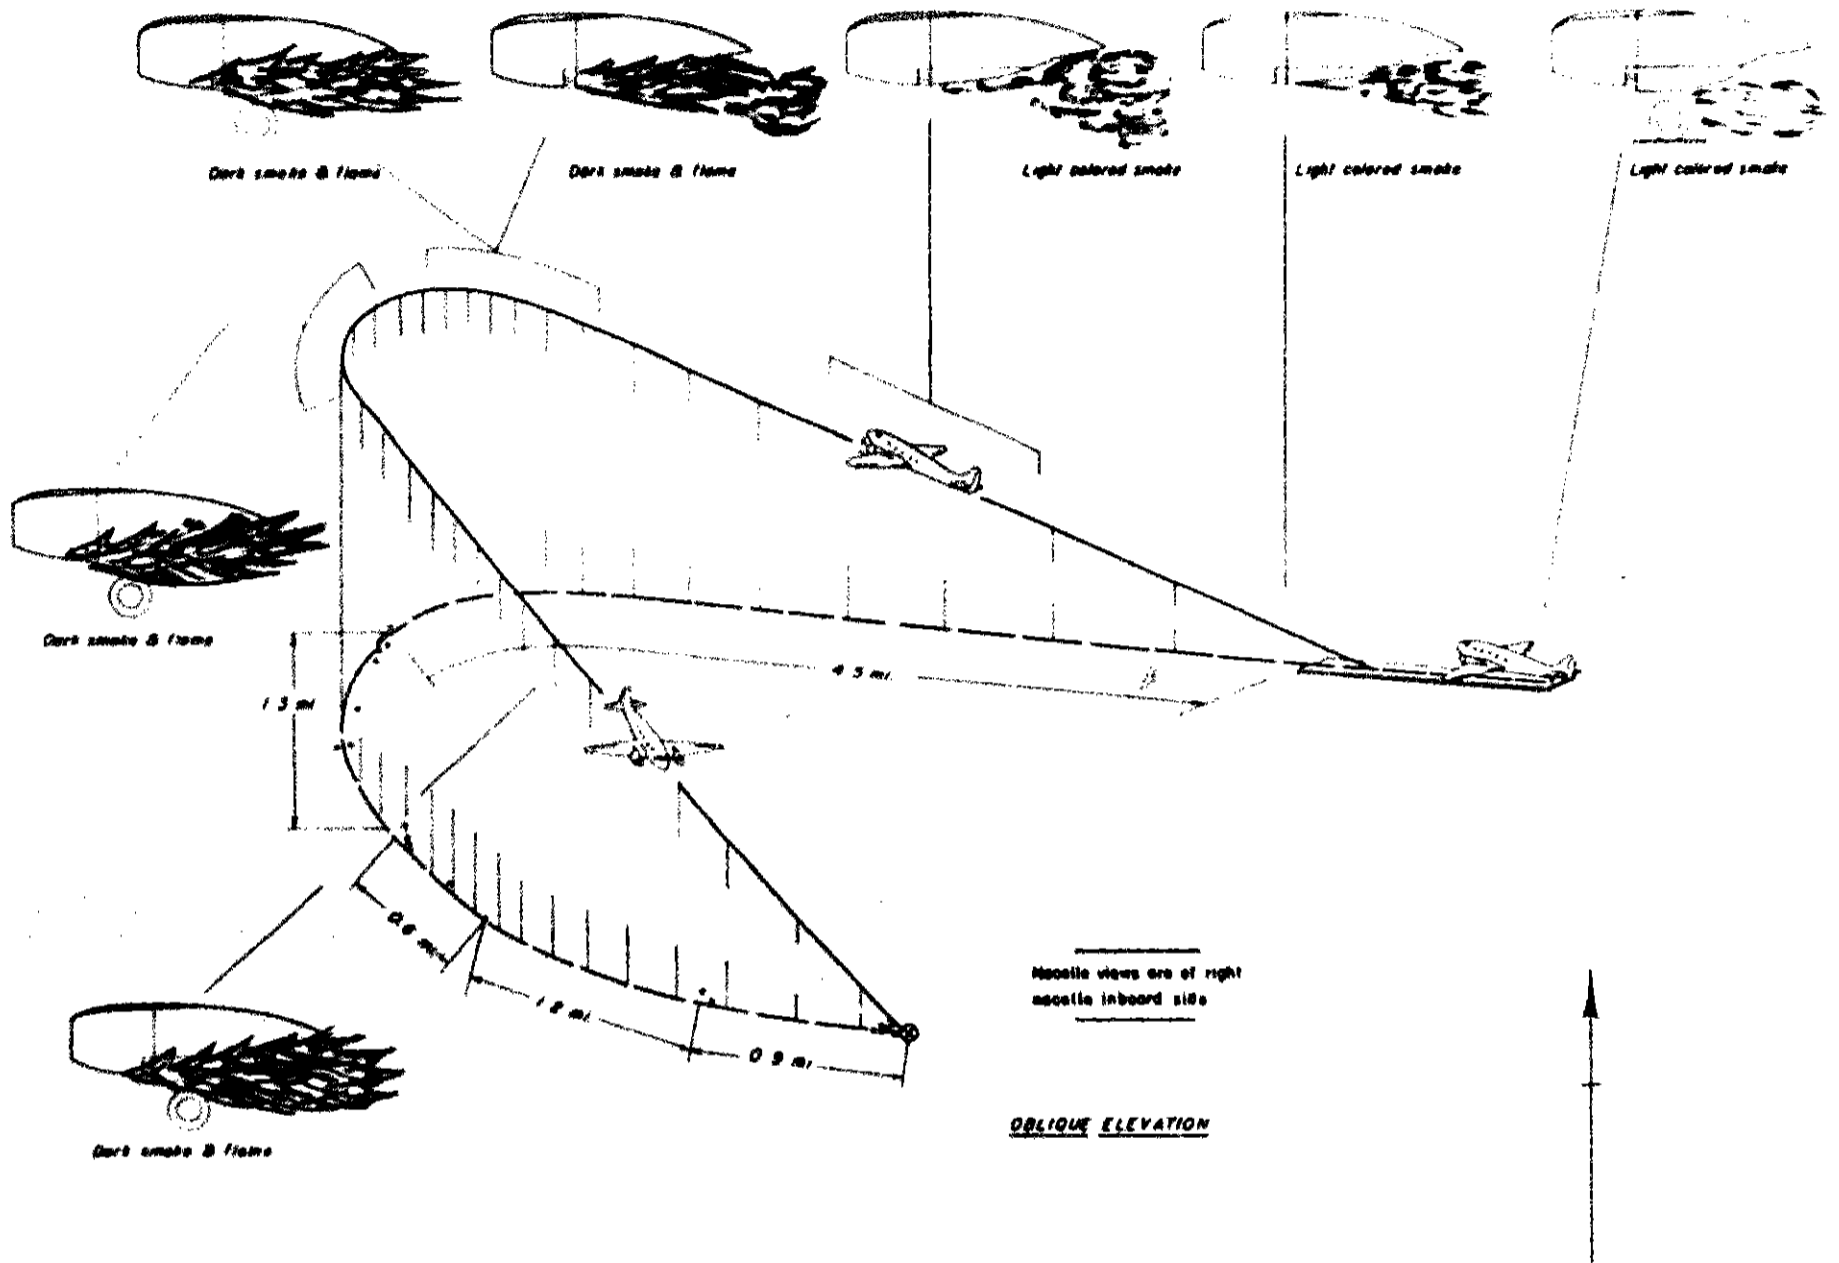 Dark smoke & flame
Dark smoke & flame
Light colored smoke
Light colored smoke
Light colored smoke
Dark smoke & flame
4.5 mi.
1.3 mi
0.6 mi.
1.2 mi.
0.9 mi
Nacelle views are of right
nacelle inboard side
OBLIQUE ELEVATION
Dark smoke & flame